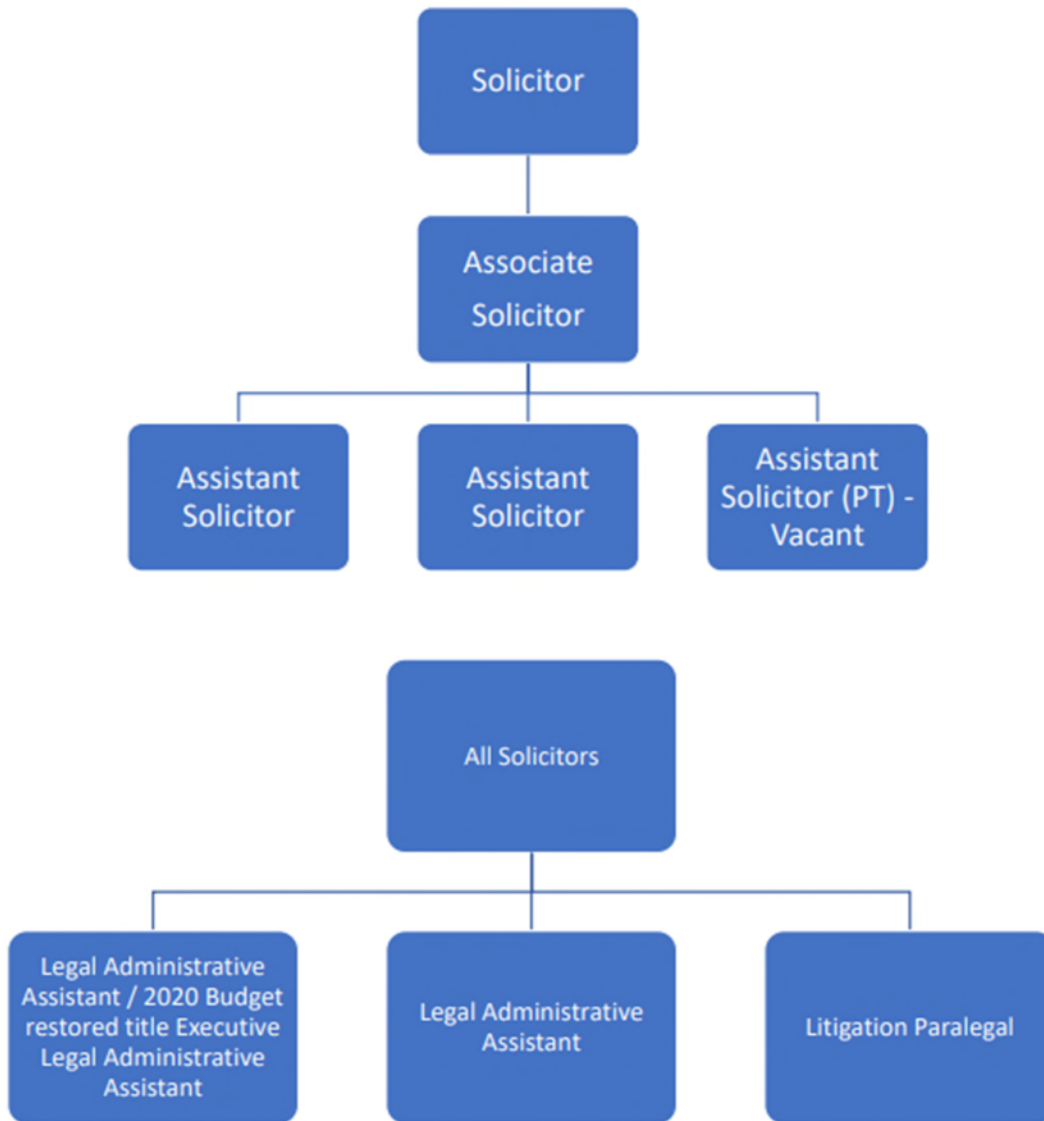 Solicitor
Associate
Solicitor
Assistant
Solicitor
Assistant
Solicitor
Assistant
Solicitor (PT) -
Vacant
All Solicitors
Legal Administrative
Assistant / 2020 Budget
restored title Executive
Legal Administrative
Assistant
Legal Administrative
Assistant
Litigation Paralegal